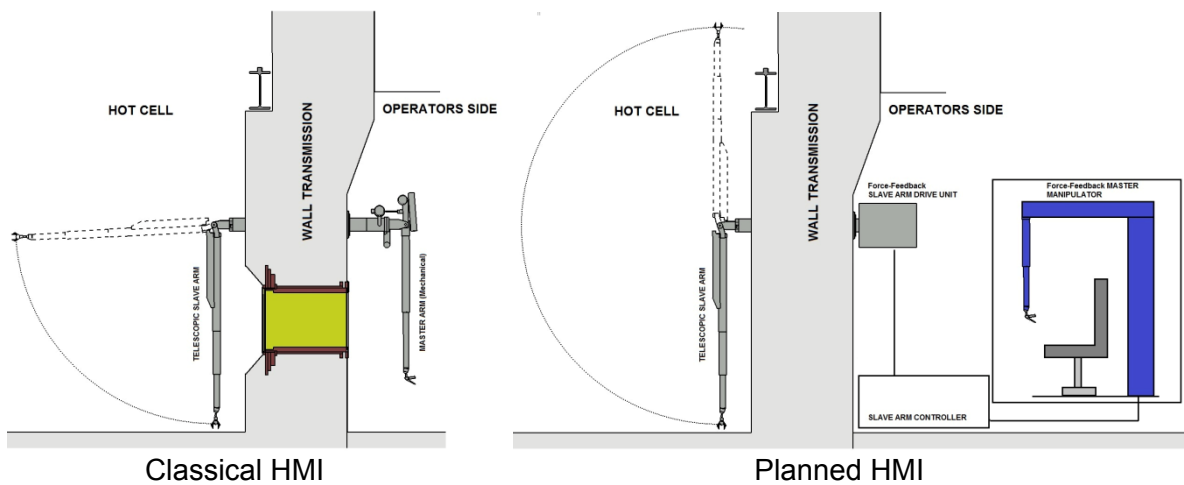 HOT CELL
OPERATORS SIDE
WALL TRANSMISSION
TELESCOPIC SLAVE ARM
MASTER ARM (Mechanical)
Classical HMI
HOT CELL
OPERATORS SIDE
WALL TRANSMISSION
Force-Feedback
SLAVE ARM DRIVE UNIT
Force-Feedback MASTER
MANIPULATOR
TELESCOPIC SLAVE ARM
SLAVE ARM CONTROLLER
Planned HMI